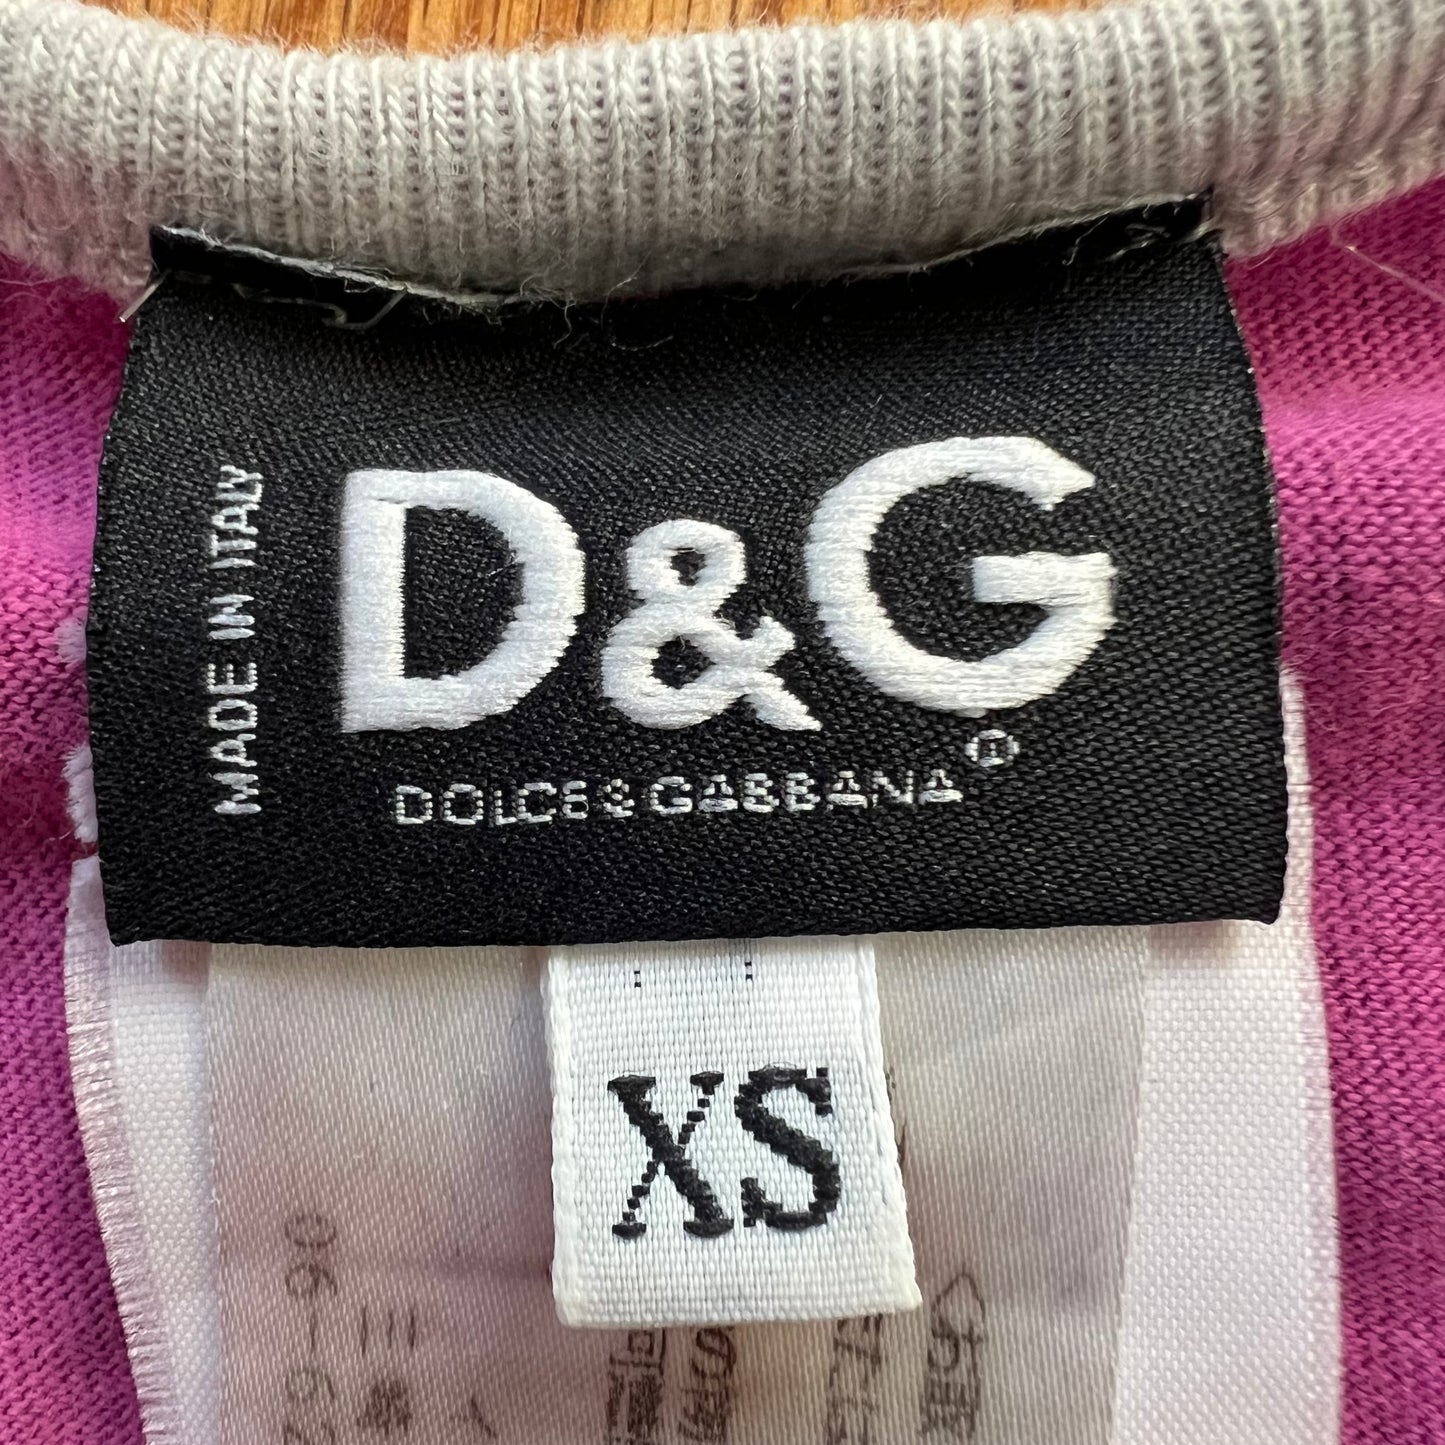 MADE IN ITALY
D&G
®
DOLCE & GABBANA
XS